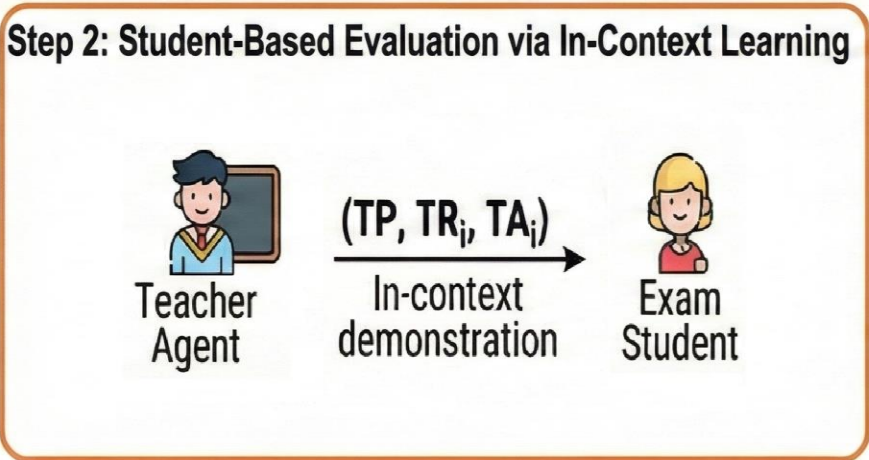 Step 2: Student-Based Evaluation via In-Context Learning
(TP, TRᵢ, TAᵢ)
In-context
demonstration
Teacher
Agent
Exam
Student